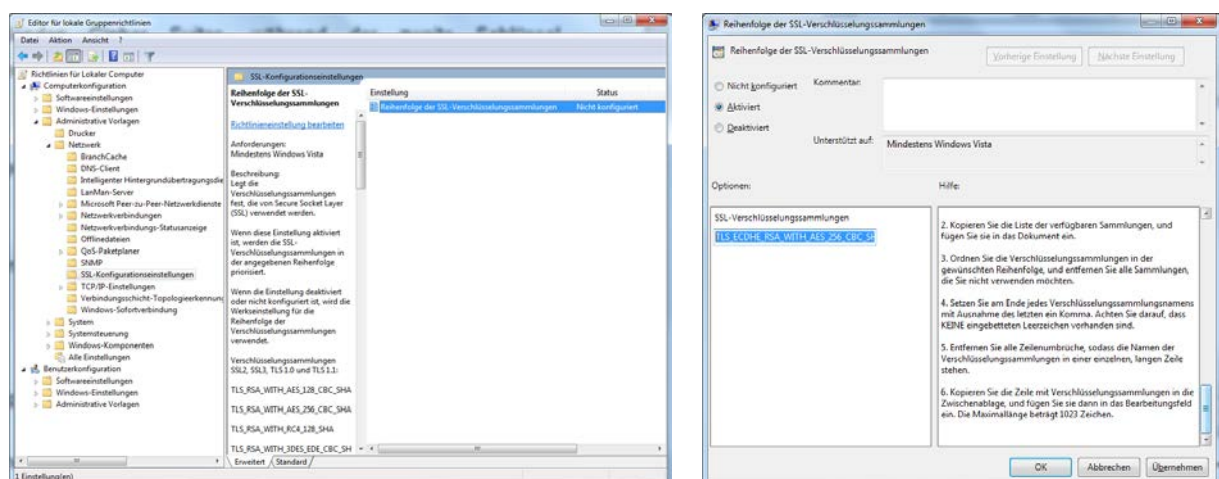 Editor für lokale Gruppenrichtlinien
Datei Aktion Ansicht ?
Richtlinien für Lokaler Computer
Computerkonfiguration
Softwareeinstellungen
Windows-Einstellungen
Administrative Vorlagen
Drucker
Netzwerk
BranchCache
DNS-Client
Intelligenter Hintergrundübertragungsdie
LanMan-Server
Microsoft Peer-zu-Peer-Netzwerkdienste
Netzwerkverbindungen
Netzwerkverbindungs-Statusanzeige
Offlinedateien
QoS-Paketplaner
SNMP
SSL-Konfigurationseinstellungen
TCP/IP-Einstellungen
Verbindungsschicht-Topologieerkennung
Windows-Sofortverbindung
System
Systemsteuerung
Windows-Komponenten
Alle Einstellungen
Benutzerkonfiguration
Softwareeinstellungen
Windows-Einstellungen
Administrative Vorlagen
1 Einstellung(en)
SSL-Konfigurationseinstellungen
Reihenfolge der SSL-
Verschlüsselungssammlungen
Richtlinieneinstellung bearbeiten
Anforderungen:
Mindestens Windows Vista
Beschreibung:
Legt die
Verschlüsselungssammlungen
fest, die von Secure Socket Layer
(SSL) verwendet werden.
Wenn diese Einstellung aktiviert
ist, werden die SSL-
Verschlüsselungssammlungen in
der angegebenen Reihenfolge
priorisiert.
Wenn die Einstellung deaktiviert
oder nicht konfiguriert ist, wird die
Werkseinstellung für die
Reihenfolge der
Verschlüsselungssammlungen
verwendet.
Verschlüsselungssammlungen
SSL2, SSL3, TLS 1.0 und TLS 1.1:
TLS_RSA_WITH_AES_128_CBC_SHA
TLS_RSA_WITH_AES_256_CBC_SHA
TLS_RSA_WITH_RC4_128_SHA
TLS_RSA_WITH_3DES_EDE_CBC_SH
Einstellung Status
Reihenfolge der SSL-Verschlüsselungssammlungen Nicht konfiguriert
Erweitert Standard
Reihenfolge der SSL-Verschlüsselungssammlungen
Reihenfolge der SSL-Verschlüsselungssammlungen
Vorherige Einstellung Nächste Einstellung
Nicht konfiguriert Kommentar:
Aktiviert
Deaktiviert
Unterstützt auf: Mindestens Windows Vista
Optionen: Hilfe:
SSL-Verschlüsselungssammlungen
TLS_ECDHE_RSA_WITH_AES_256_CBC_SH
2. Kopieren Sie die Liste der verfügbaren Sammlungen, und
fügen Sie sie in das Dokument ein.
3. Ordnen Sie die Verschlüsselungssammlungen in der
gewünschten Reihenfolge, und entfernen Sie alle Sammlungen,
die Sie nicht verwenden möchten.
4. Setzen Sie am Ende jedes Verschlüsselungssammlungsnamens
mit Ausnahme des letzten ein Komma. Achten Sie darauf, dass
KEINE eingebetteten Leerzeichen vorhanden sind.
5. Entfernen Sie alle Zeilenumbrüche, sodass die Namen der
Verschlüsselungssammlungen in einer einzelnen, langen Zeile
stehen.
6. Kopieren Sie die Zeile mit Verschlüsselungssammlungen in die
Zwischenablage, und fügen Sie sie dann in das Bearbeitungsfeld
ein. Die Maximallänge beträgt 1023 Zeichen.
OK Abbrechen Übernehmen